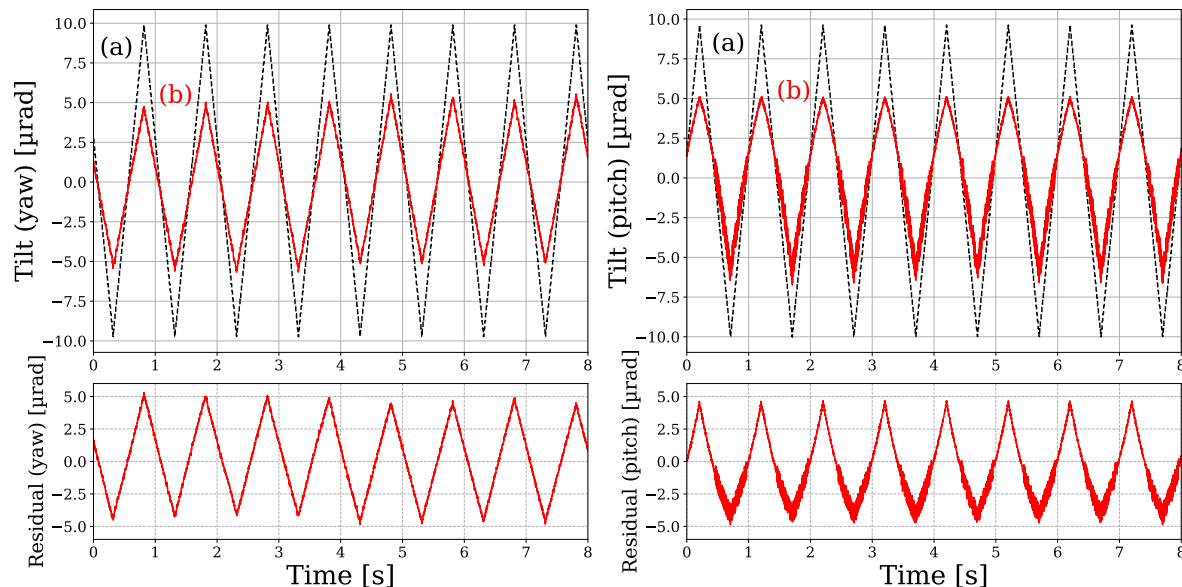 Tilt (yaw) [μrad]
10.0
7.5
5.0
2.5
0.0
−2.5
−5.0
−7.5
−10.0
(a)
(b)
0 1 2 3 4 5 6 7 8
Residual (yaw) [μrad]
5.0
2.5
0.0
−2.5
−5.0
0 1 2 3 4 5 6 7 8
Time [s]
Tilt (pitch) [μrad]
10.0
7.5
5.0
2.5
0.0
−2.5
−5.0
−7.5
−10.0
(a)
(b)
0 1 2 3 4 5 6 7 8
Residual (pitch) [μrad]
5.0
2.5
0.0
−2.5
−5.0
0 1 2 3 4 5 6 7 8
Time [s]